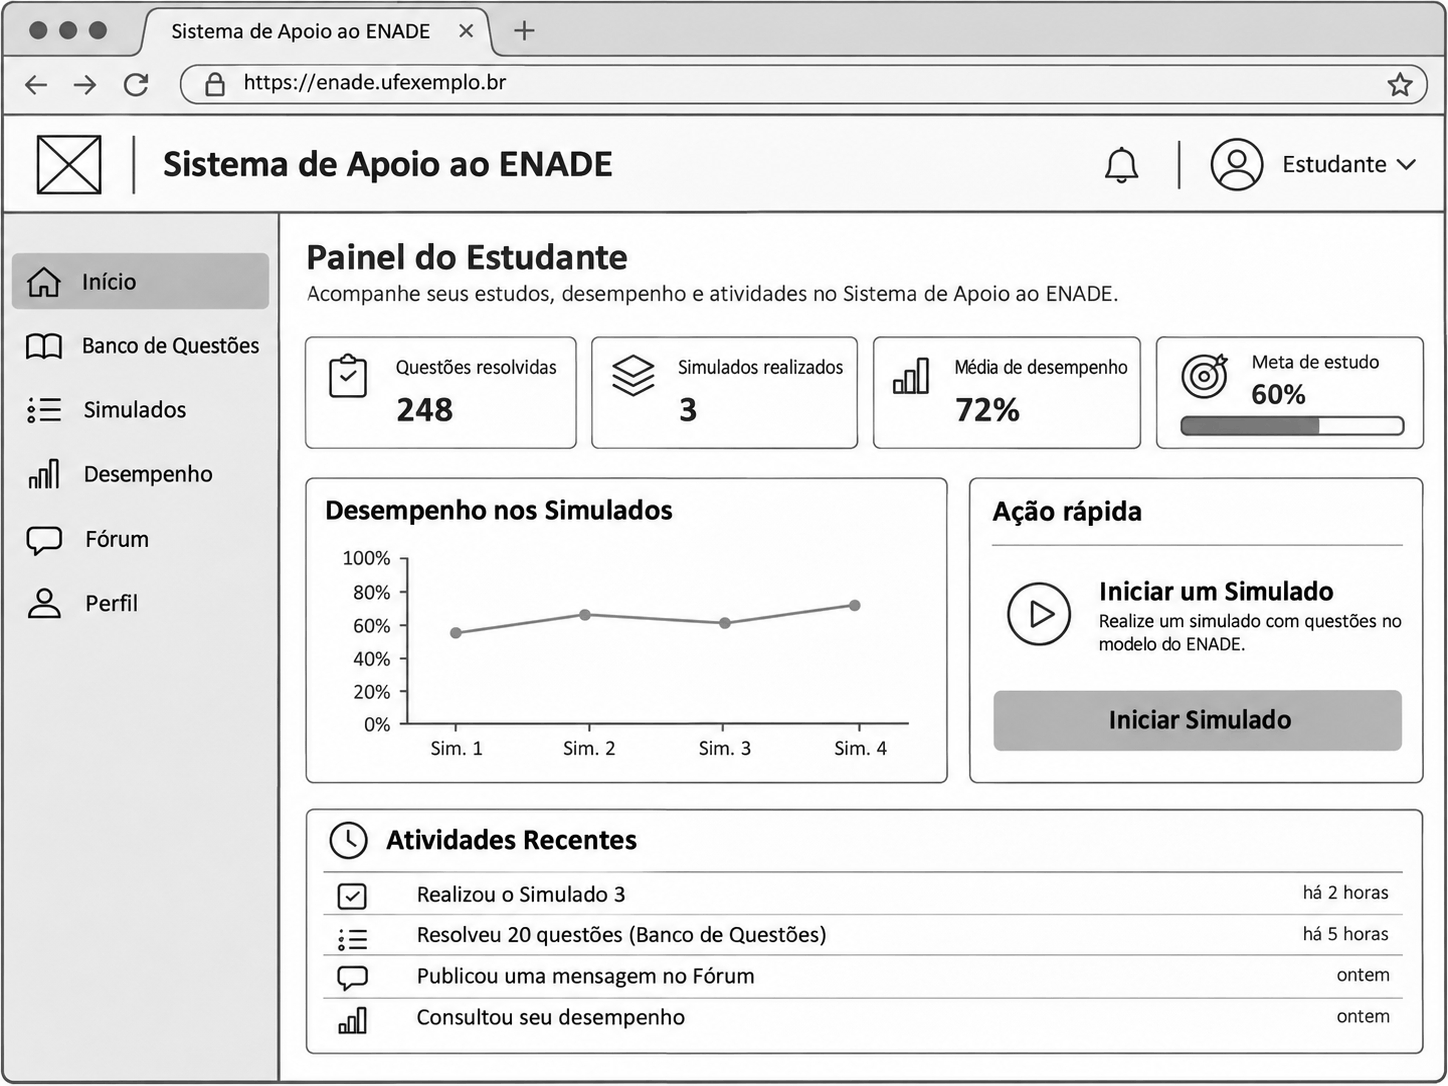 Sistema de Apoio ao ENADE
https://enade.ufexemplo.br
Sistema de Apoio ao ENADE
Estudante
Início
Banco de Questões
Simulados
Desempenho
Fórum
Perfil
Painel do Estudante
Acompanhe seus estudos, desempenho e atividades no Sistema de Apoio ao ENADE.
Questões resolvidas
248
Simulados realizados
3
Média de desempenho
72%
Meta de estudo
60%
Desempenho nos Simulados
100%
80%
60%
40%
20%
0%
Sim. 1
Sim. 2
Sim. 3
Sim. 4
Ação rápida
Iniciar um Simulado
Realize um simulado com questões no
modelo do ENADE.
Iniciar Simulado
Atividades Recentes
Realizou o Simulado 3
há 2 horas
Resolveu 20 questões (Banco de Questões)
há 5 horas
Publicou uma mensagem no Fórum
ontem
Consultou seu desempenho
ontem